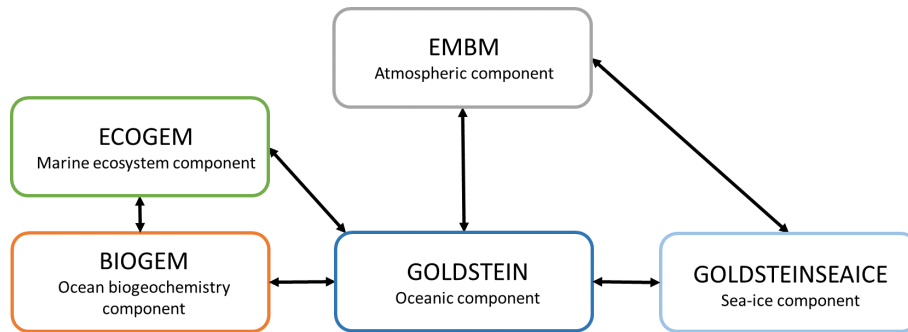 EMBM
Atmospheric component
ECOGEM
Marine ecosystem component
BIOGEM
Ocean biogeochemistry
component
GOLDSTEIN
Oceanic component
GOLDSTEINSEAICE
Sea-ice component